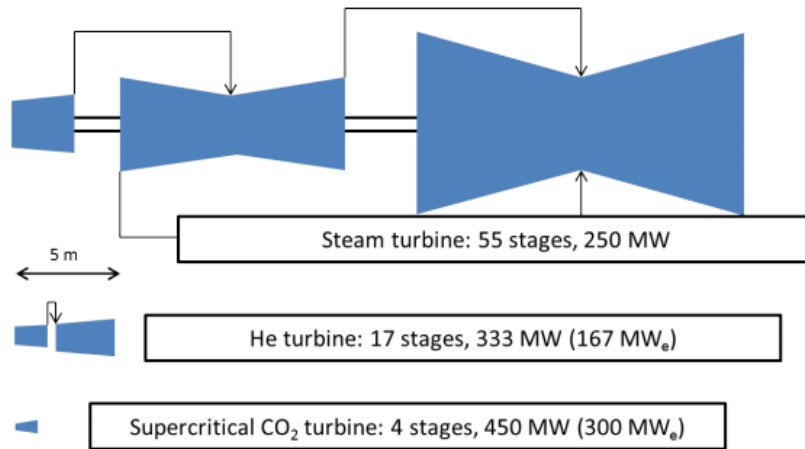 Steam turbine: 55 stages, 250 MW
5 m
He turbine: 17 stages, 333 MW (167 MWₑ)
Supercritical CO₂ turbine: 4 stages, 450 MW (300 MWₑ)